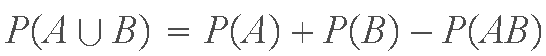 P(A ∪ B) = P(A) + P(B) − P(AB)